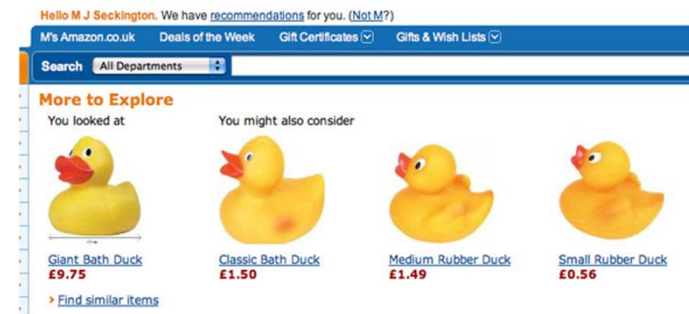 Hello M J Seckington. We have recommendations for you. (Not M?)
M's Amazon.co.uk Deals of the Week Gift Certificates Gifts & Wish Lists
Search All Departments
More to Explore
You looked at You might also consider
Giant Bath Duck Classic Bath Duck Medium Rubber Duck Small Rubber Duck
£9.75 £1.50 £1.49 £0.56
Find similar items